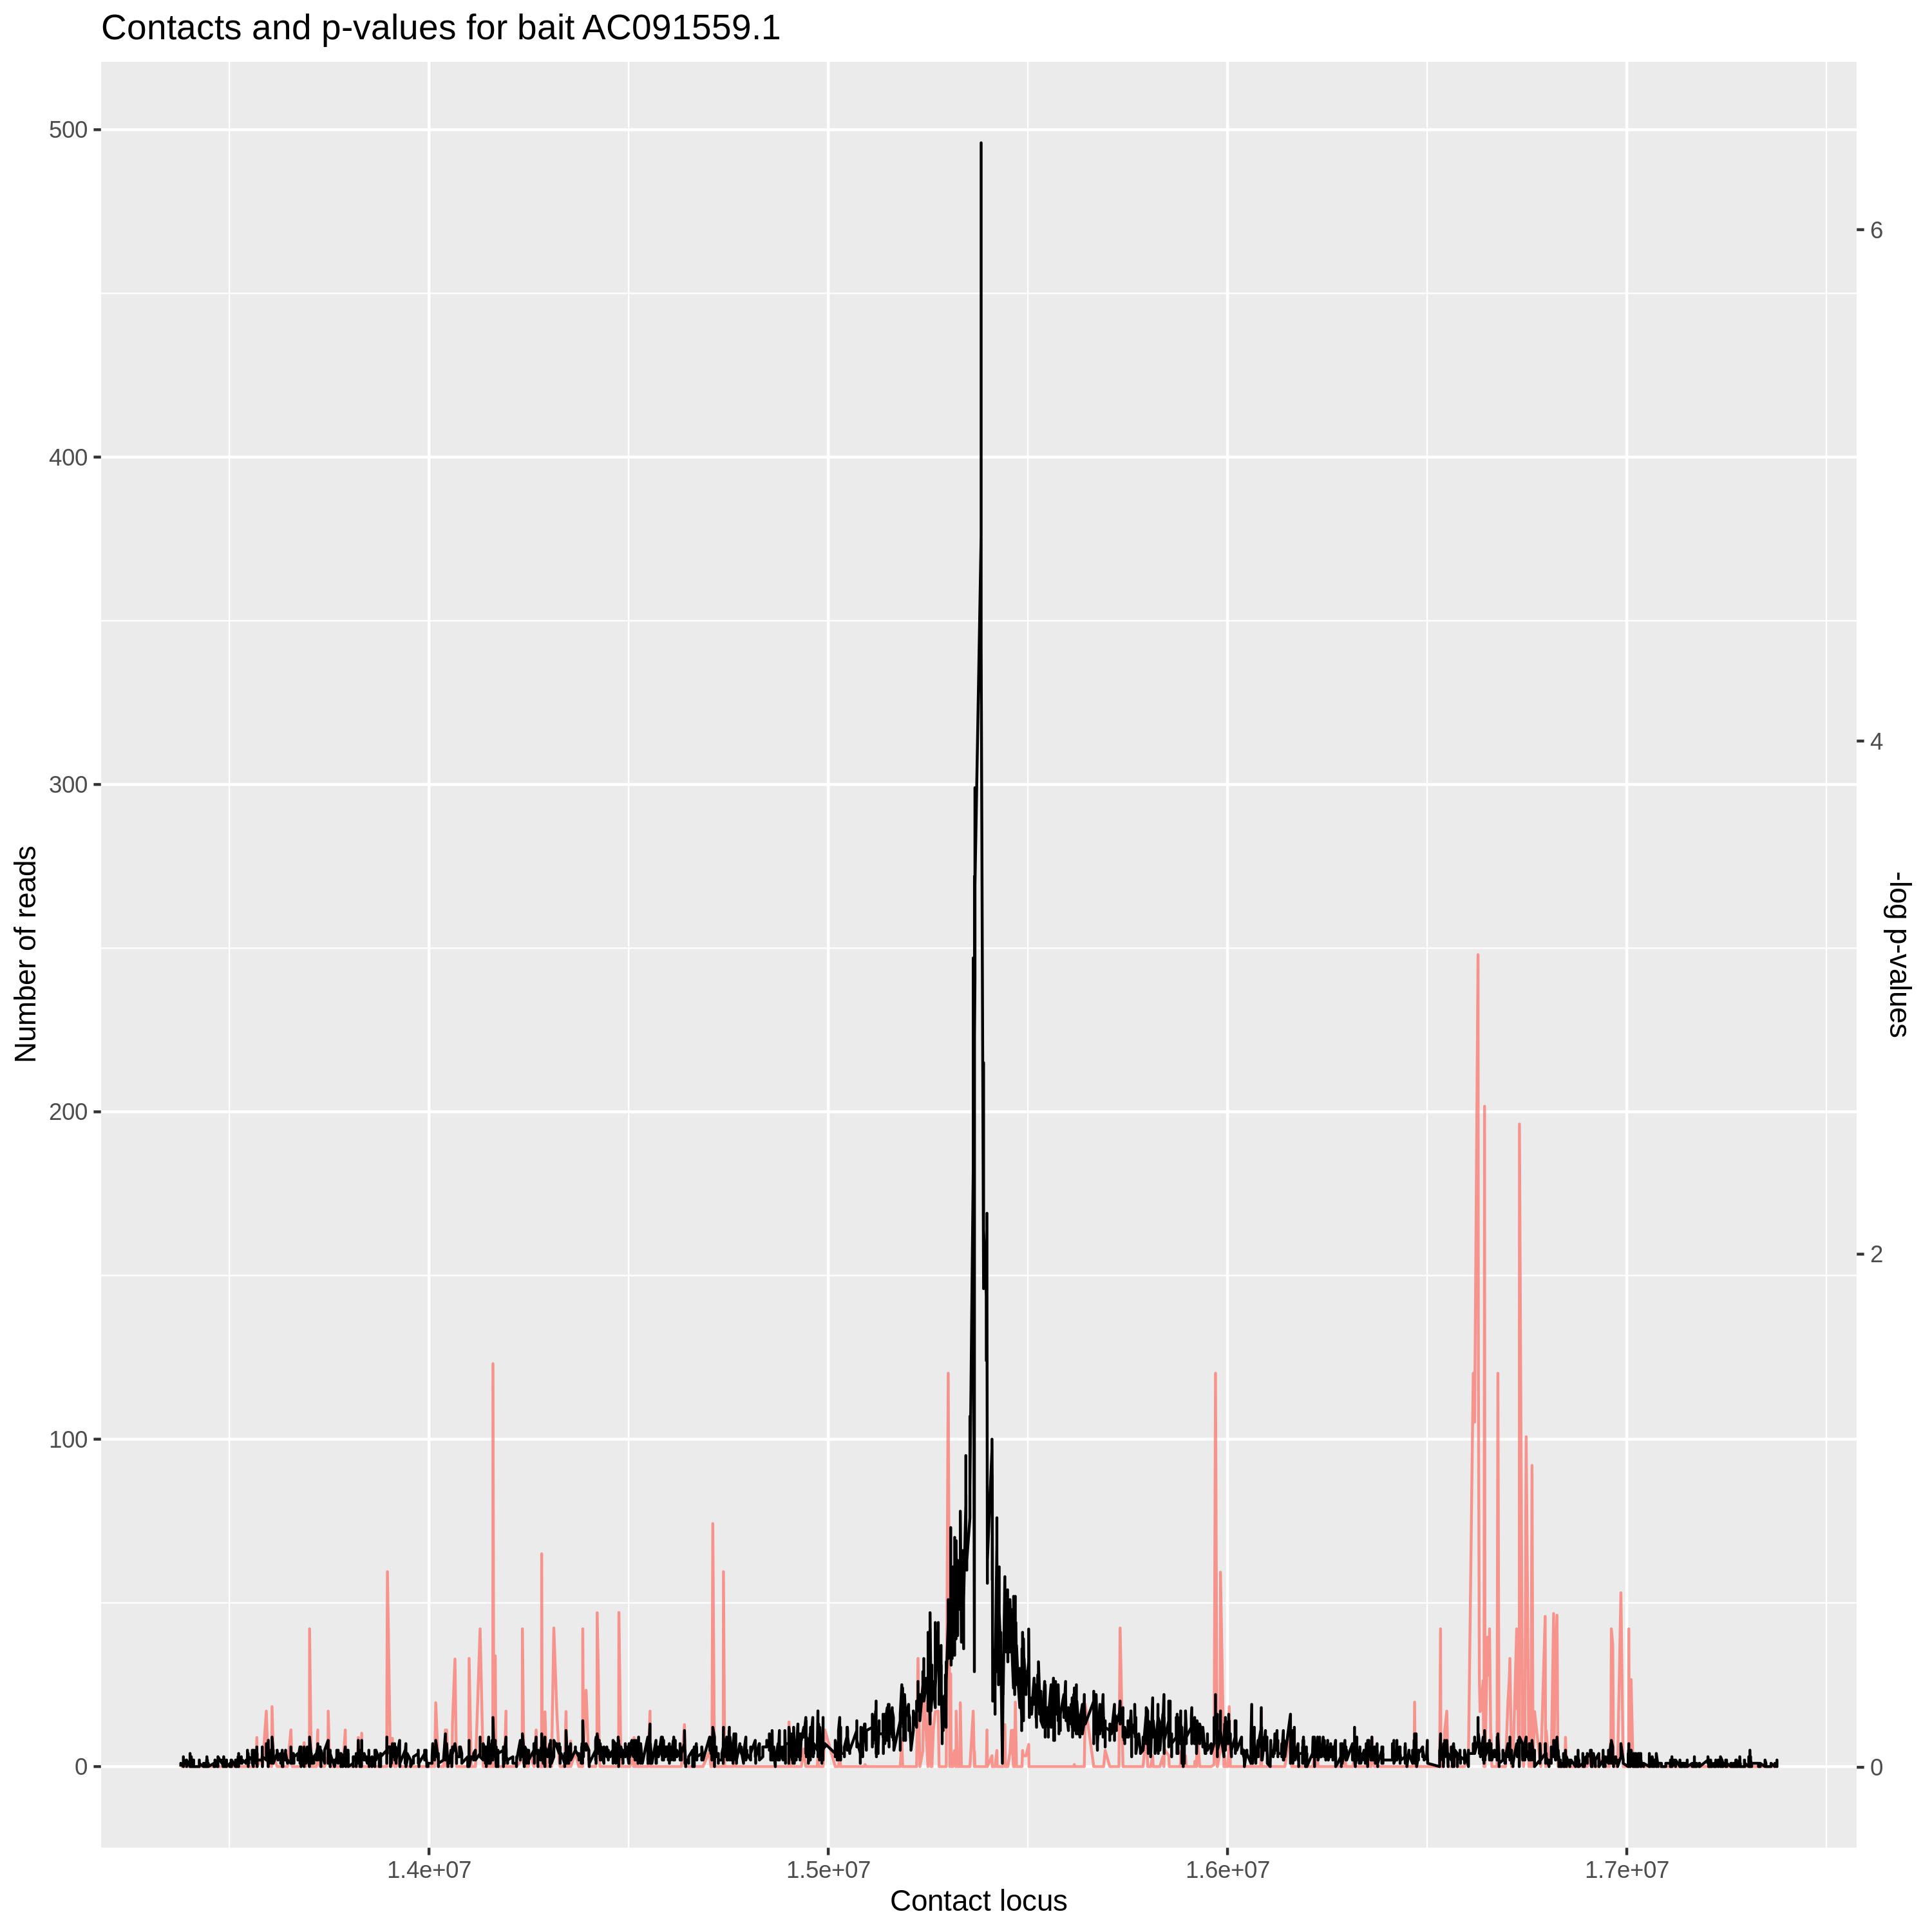 Contacts and p-values for bait AC091559.1
500
400
300
200
100
0
Number of reads
6
4
2
0
-log p-values
1.4e+07
1.5e+07
1.6e+07
1.7e+07
Contact locus